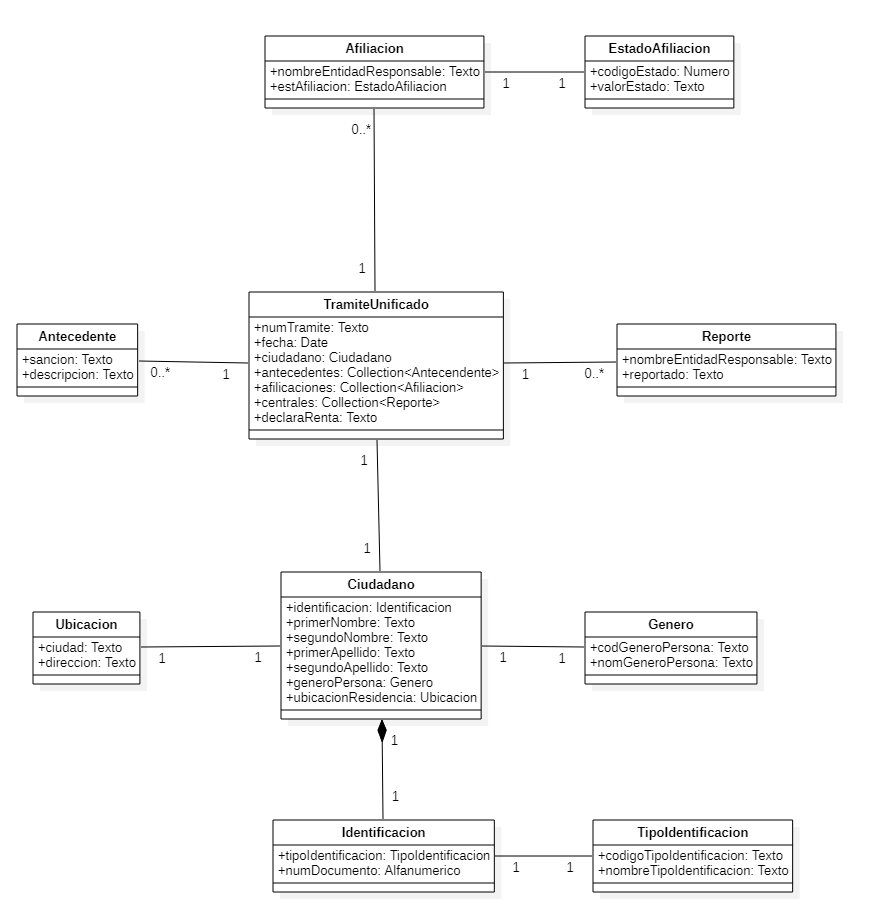 Afiliacion
+nombreEntidadResponsable: Texto
+estAfiliacion: EstadoAfiliacion
1
1
EstadoAfiliacion
+codigoEstado: Numero
+valorEstado: Texto
0..*
1
TramiteUnificado
+numTramite: Texto
+fecha: Date
+ciudadano: Ciudadano
+antecedentes: Collection<Antecendente>
+afilicaciones: Collection<Afiliacion>
+centrales: Collection<Reporte>
+declaraRenta: Texto
Antecedente
+sancion: Texto
+descripcion: Texto
0..*
1
1
0..*
Reporte
+nombreEntidadResponsable: Texto
+reportado: Texto
1
1
Ciudadano
+identificacion: Identificacion
+primerNombre: Texto
+segundoNombre: Texto
+primerApellido: Texto
+segundoApellido: Texto
+generoPersona: Genero
+ubicacionResidencia: Ubicacion
Ubicacion
+ciudad: Texto
+direccion: Texto
1
1
1
1
Genero
+codGeneroPersona: Texto
+nomGeneroPersona: Texto
1
1
Identificacion
+tipoIdentificacion: TipoIdentificacion
+numDocumento: Alfanumerico
1
1
TipoIdentificacion
+codigoTipoIdentificacion: Texto
+nombreTipoIdentificacion: Texto